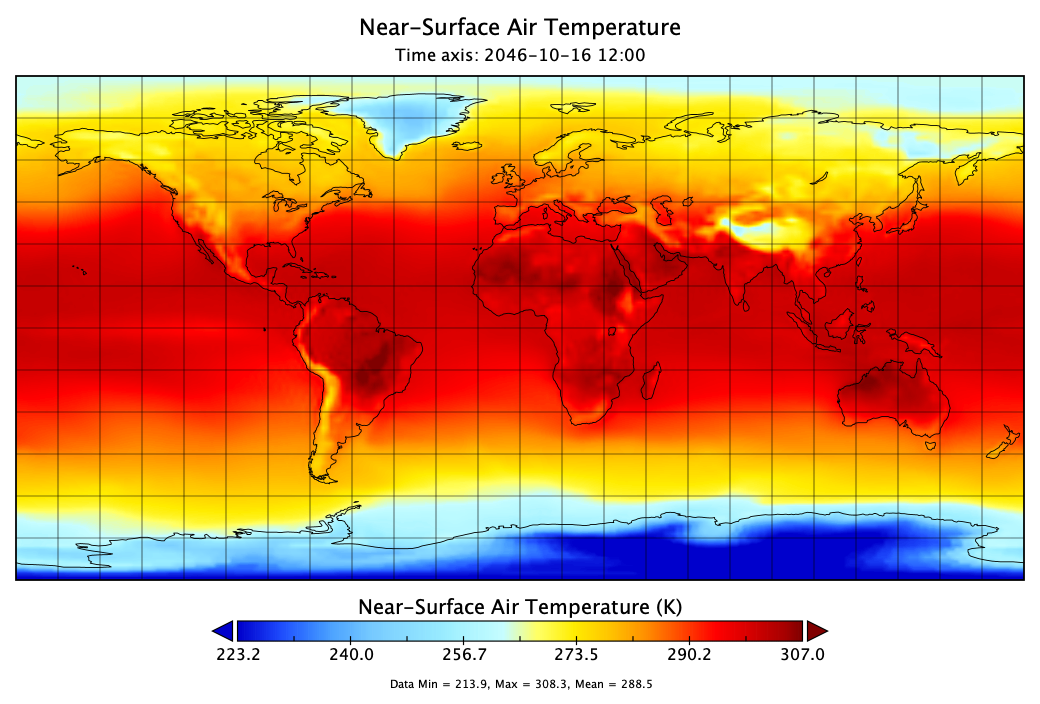 Near-Surface Air Temperature
Time axis: 2046-10-16 12:00
Near-Surface Air Temperature (K)
223.2 240.0 256.7 273.5 290.2 307.0
Data Min = 213.9, Max = 308.3, Mean = 288.5